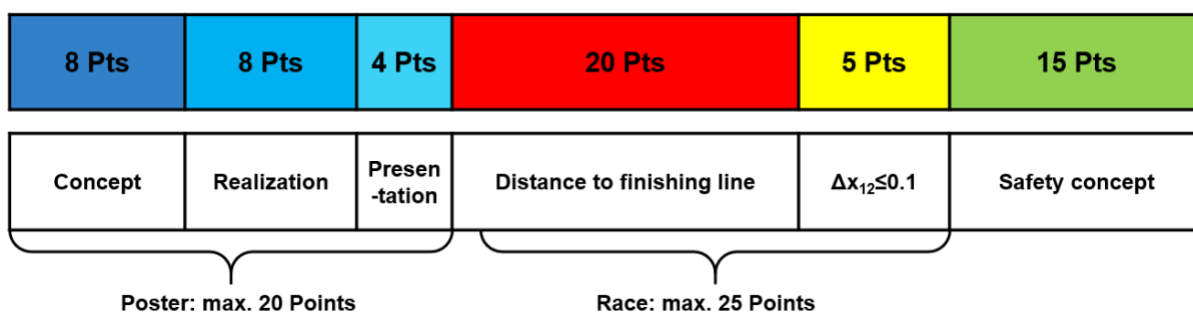 8 Pts 8 Pts 4 Pts 20 Pts 5 Pts 15 Pts
Concept Realization Presen
-tation Distance to finishing line Δx₁₂≤0.1 Safety concept
Poster: max. 20 Points Race: max. 25 Points